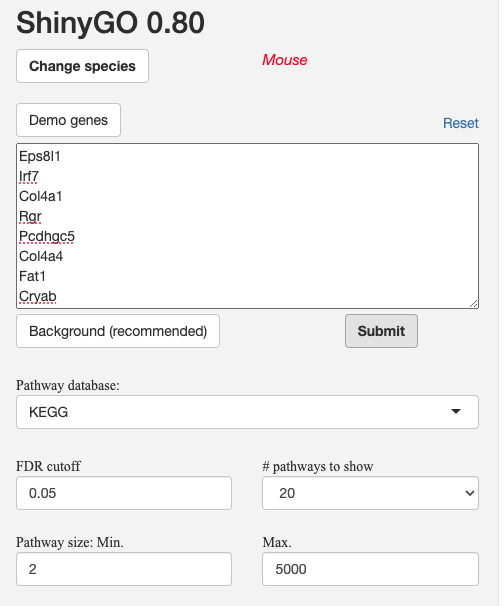 ShinyGO 0.80
Change species
Mouse
Demo genes
Reset
Eps8l1
Irf7
Col4a1
Rgr
Pcdhgc5
Col4a4
Fat1
Cryab
Background (recommended)
Submit
Pathway database:
KEGG
FDR cutoff
# pathways to show
0.05
20
Pathway size: Min.
Max.
2
5000